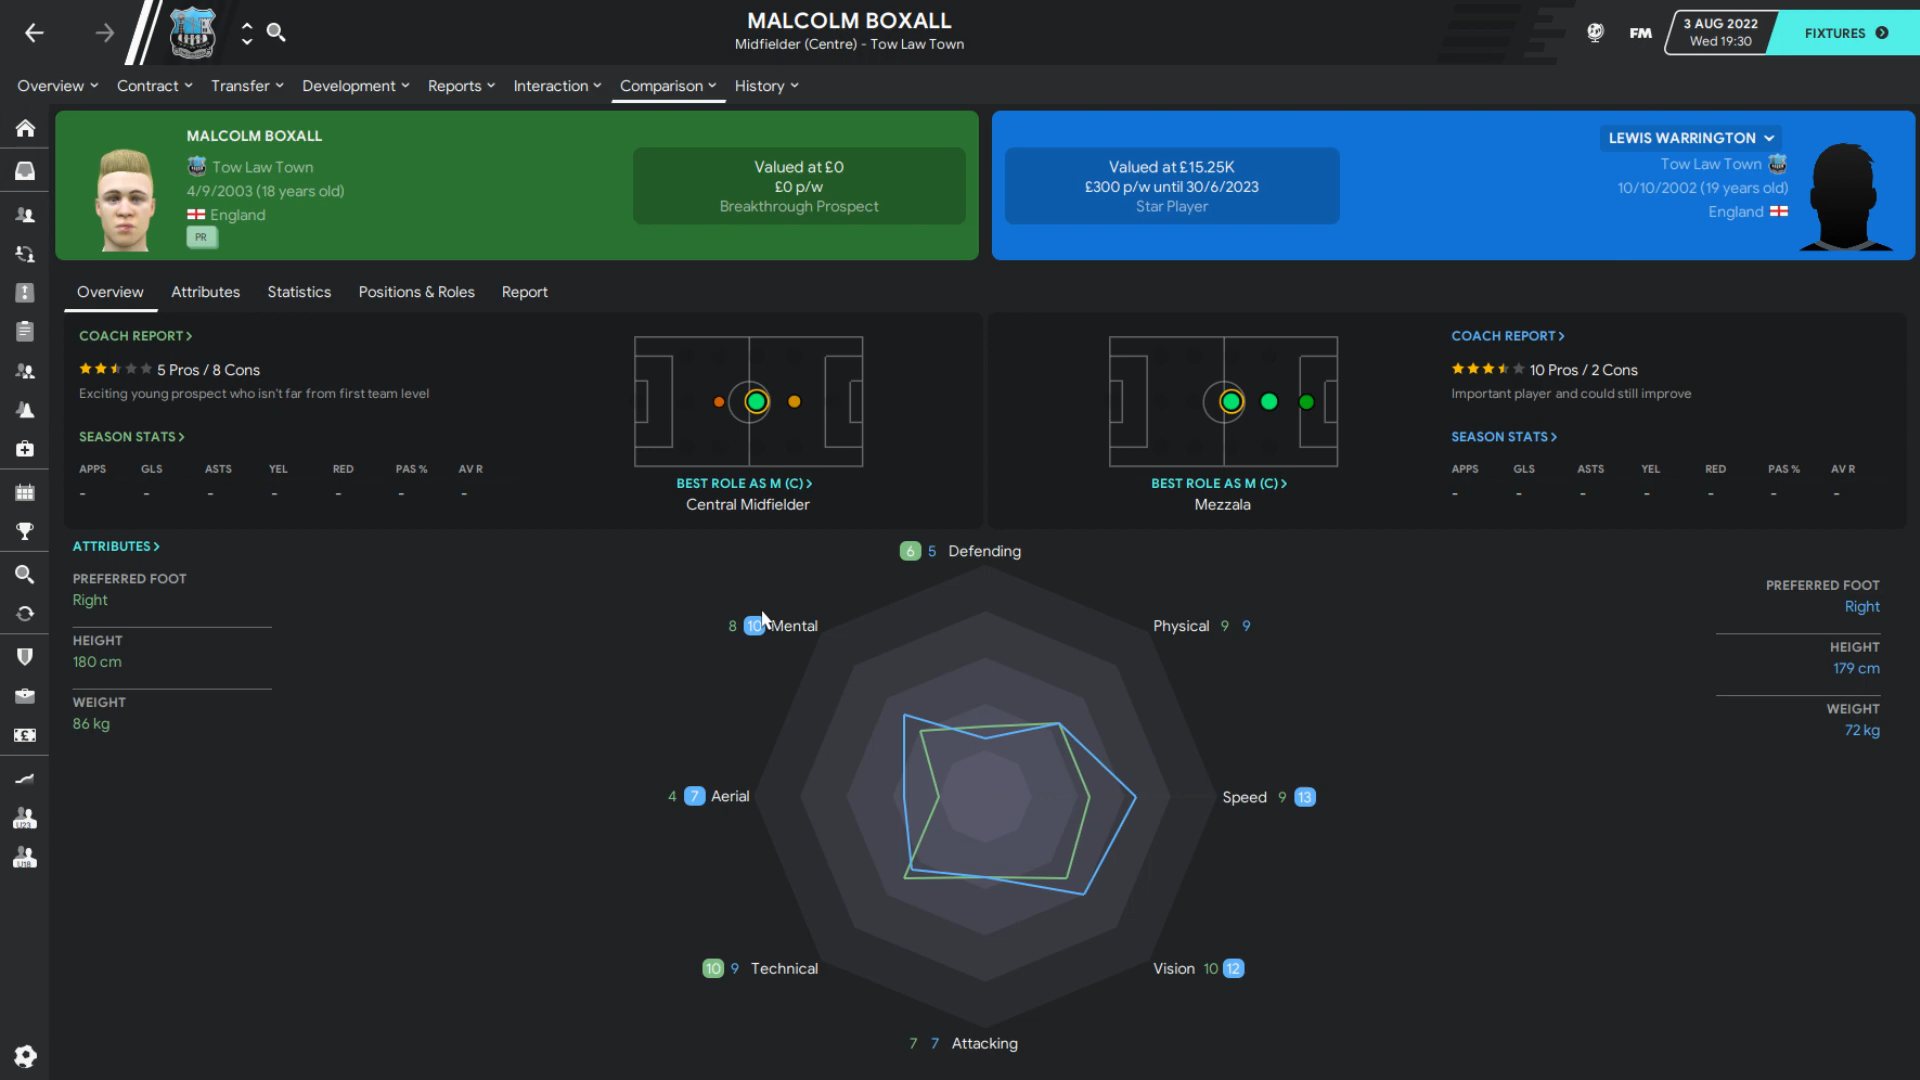 MALCOLM BOXALL
Midfielder (Centre) - Tow Law Town
FM
3 AUG 2022
Wed 19:30
FIXTURES
Overview Contract Transfer Development Reports Interaction Comparison History
MALCOLM BOXALL
Tow Law Town
4/9/2003 (18 years old)
England
PR
Valued at £0
£0 p/w
Breakthrough Prospect
Valued at £15.25K
£300 p/w until 30/6/2023
Star Player
LEWIS WARRINGTON
Tow Law Town
10/10/2002 (19 years old)
England
Overview Attributes Statistics Positions & Roles Report
COACH REPORT >
5 Pros / 8 Cons
Exciting young prospect who isn't far from first team level
SEASON STATS >
APPS GLS ASTS YEL RED PAS % AV R
- - - - - - -
BEST ROLE AS M (C) >
Central Midfielder
BEST ROLE AS M (C) >
Mezzala
COACH REPORT >
10 Pros / 2 Cons
Important player and could still improve
SEASON STATS >
APPS GLS ASTS YEL RED PAS % AV R
- - - - - - -
ATTRIBUTES >
PREFERRED FOOT
Right
HEIGHT
180 cm
WEIGHT
86 kg
6 5 Defending
8 10 Mental
Physical 9 9
4 7 Aerial
Speed 9 13
10 9 Technical
Vision 10 12
7 7 Attacking
PREFERRED FOOT
Right
HEIGHT
179 cm
WEIGHT
72 kg
U23
U18